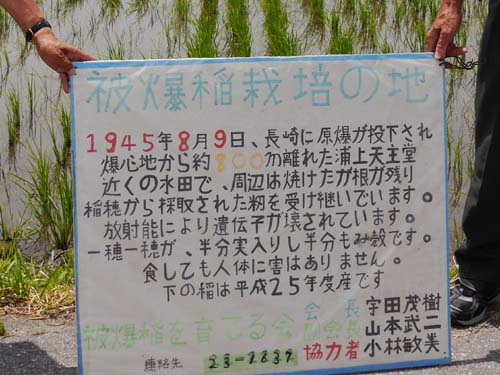 被爆稲栽培の地
1945年8月9日、長崎に原爆が投下され
爆心地から約800m離れた浦上天主堂
近くの水田で、周辺は焼けたが根が残り
稲穂から採取された籾を受け継いでいます。
放射能により遺伝子が壊されています。
一穂一穂が、半分実入りし半分もみ殻です。
食しても人体に害はありません。
下の稲は平成25年度産です
被爆稲を育てる会
会長 宇田茂樹
副会長 山本武二
協力者 小林敏美
連絡先 23-2837